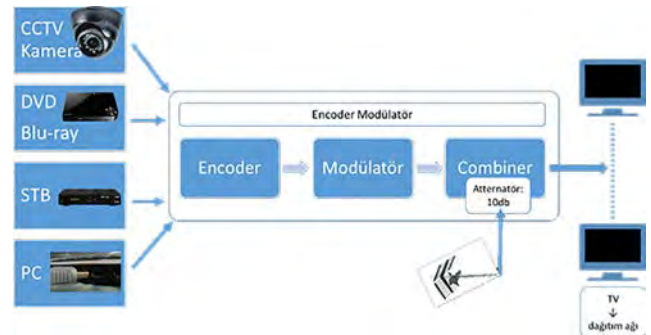 CCTV
Kamera
DVD
Blu-ray
STB
PC
Encoder Modülatör
Encoder
Modülatör
Combiner
Atternatör:
10db
TV
↓
dağıtım ağı